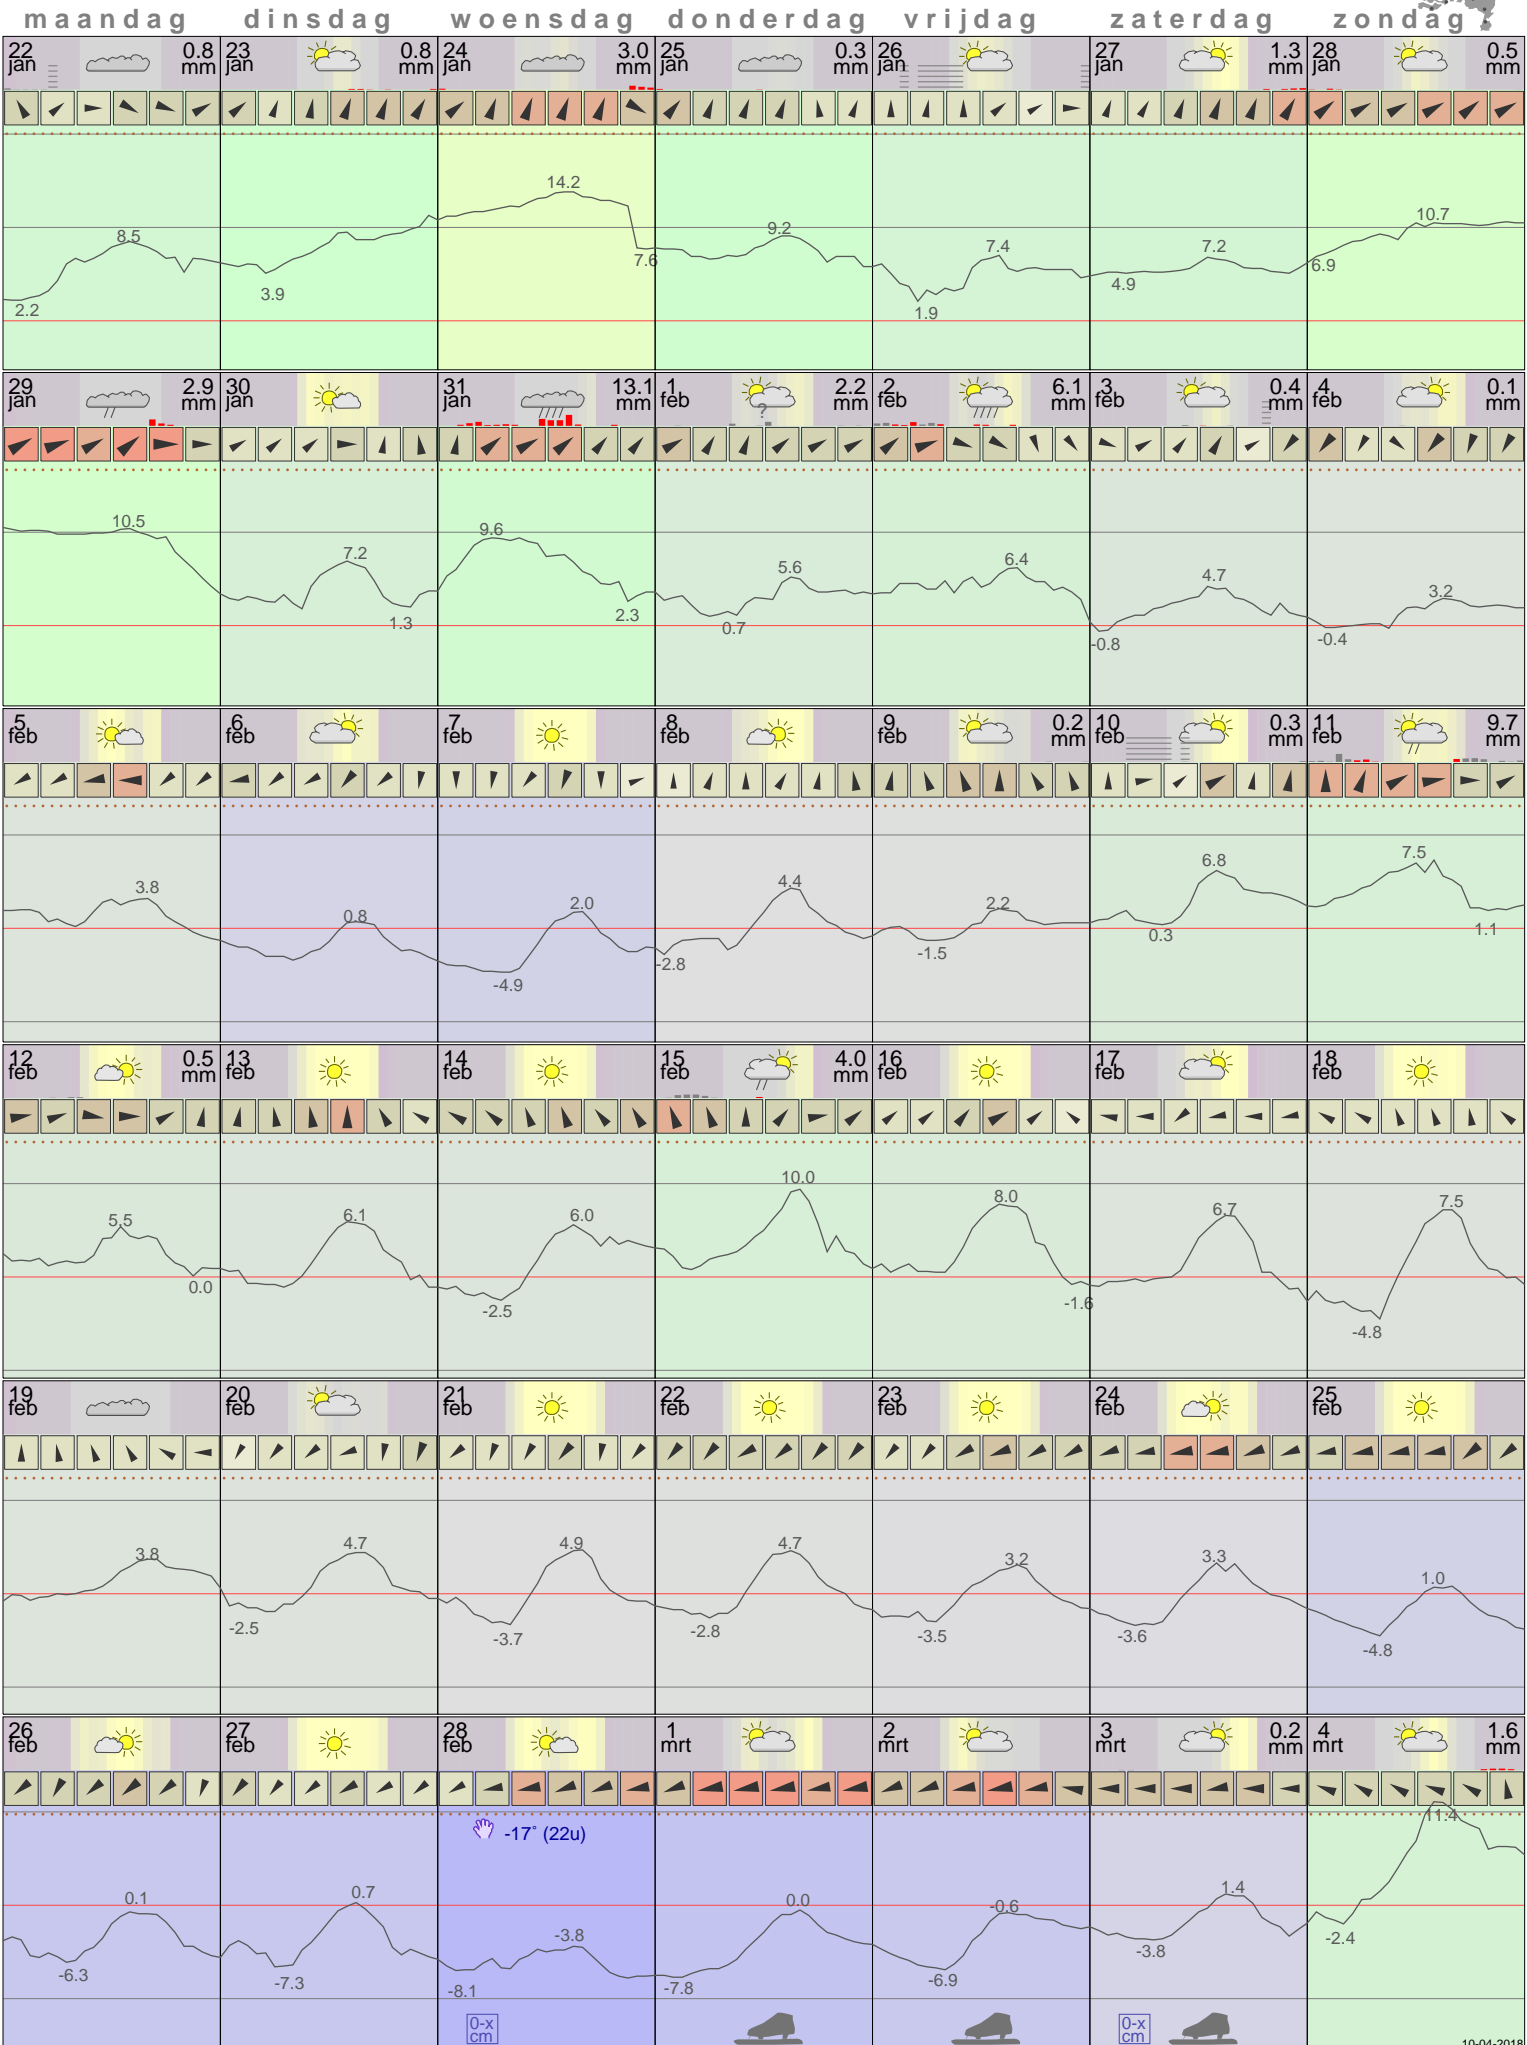 maandag dinsdag woensdag donderdag vrijdag zaterdag zondag
22 jan 0.8 mm 23 jan 0.8 mm 24 jan 3.0 mm 25 jan 0.3 mm 26 jan 27 jan 1.3 mm 28 jan 0.5 mm
2.2 8.5 3.9 14.2 7.6 9.2 1.9 7.4 4.9 7.2 6.9 10.7
29 jan 2.9 mm 30 jan 31 jan 13.1 mm 1 feb ? 2.2 mm 2 feb 6.1 mm 3 feb 0.4 mm 4 feb 0.1 mm
10.5 7.2 1.3 9.6 2.3 0.7 5.6 6.4 -0.8 4.7 -0.4 3.2
5 feb 6 feb 7 feb 8 feb 9 feb 0.2 mm 10 feb 0.3 mm 11 feb 9.7 mm
3.8 0.8 -4.9 2.0 -2.8 4.4 -1.5 2.2 0.3 6.8 7.5 1.1
12 feb 0.5 mm 13 feb 14 feb 15 feb 4.0 mm 16 feb 17 feb 18 feb
5.5 0.0 6.1 -2.5 6.0 10.0 8.0 -1.6 6.7 -4.8 7.5
19 feb 20 feb 21 feb 22 feb 23 feb 24 feb 25 feb
3.8 -2.5 4.7 -3.7 4.9 -2.8 4.7 -3.5 3.2 -3.6 3.3 -4.8 1.0
26 feb 27 feb 28 feb 1 mrt 2 mrt 3 mrt 0.2 mm 4 mrt 1.6 mm
-17° (22u)
-6.3 0.1 -7.3 0.7 -8.1 -3.8 -7.8 0.0 -6.9 -0.6 -3.8 1.4 -2.4 11.4
0-x cm 0-x cm
10-04-2018